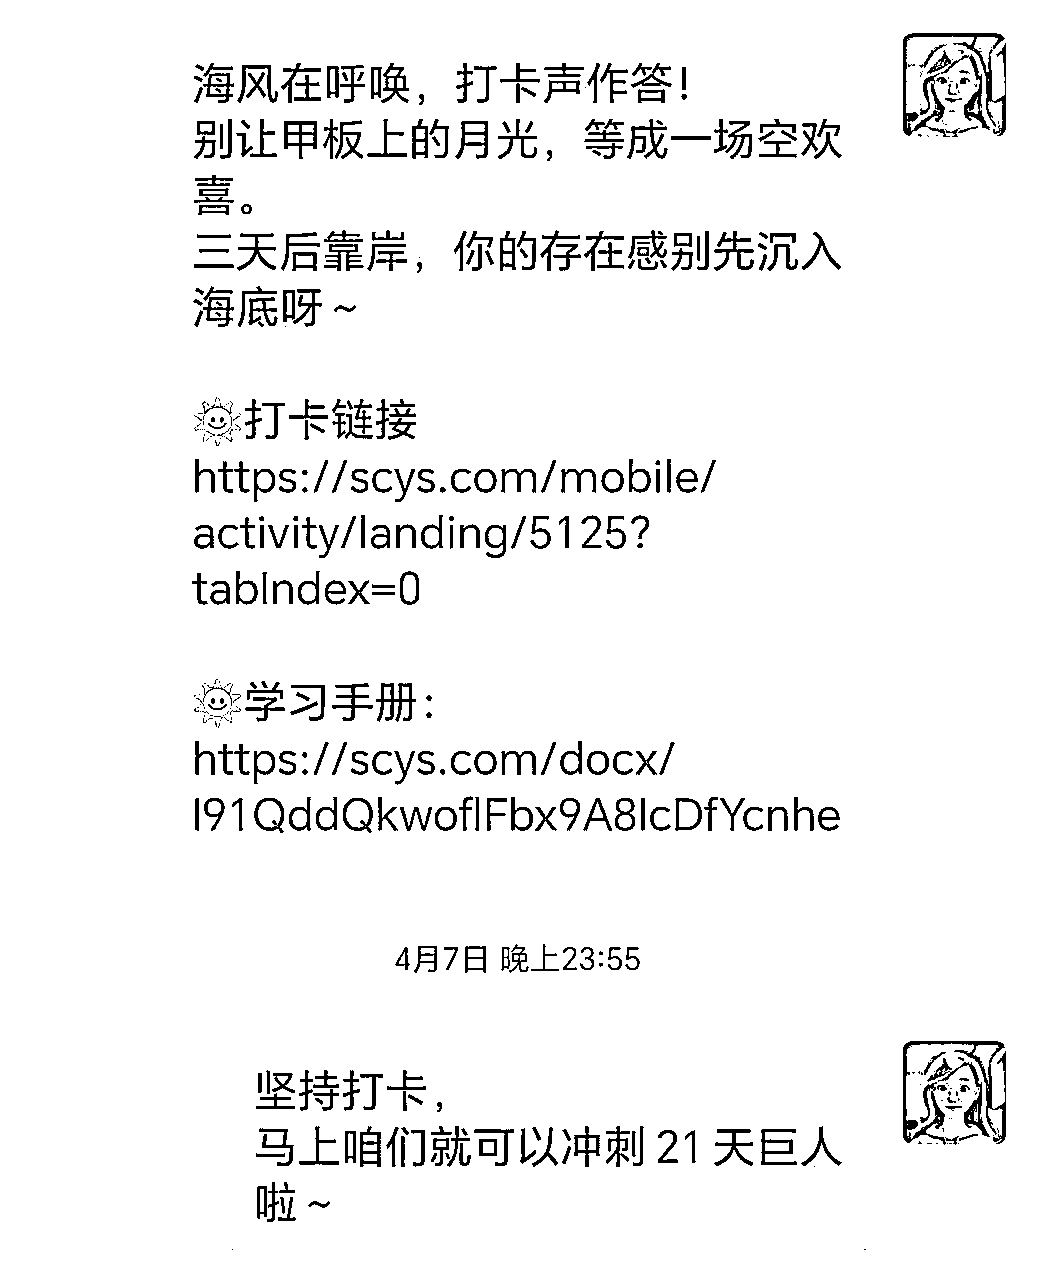 海风在呼唤，打卡声作答！
别让甲板上的月光，等成一场空欢
喜。
三天后靠岸，你的存在感别先沉入
海底呀～
🌞打卡链接
https://scys.com/mobile/
activity/landing/5125?
tabIndex=0
🌞学习手册：
https://scys.com/docx/
I91QddQkwoflFbx9A8IcDfYcnhe
4月7日 晚上23:55
坚持打卡，
马上咱们就可以冲刺 21 天巨人
啦～